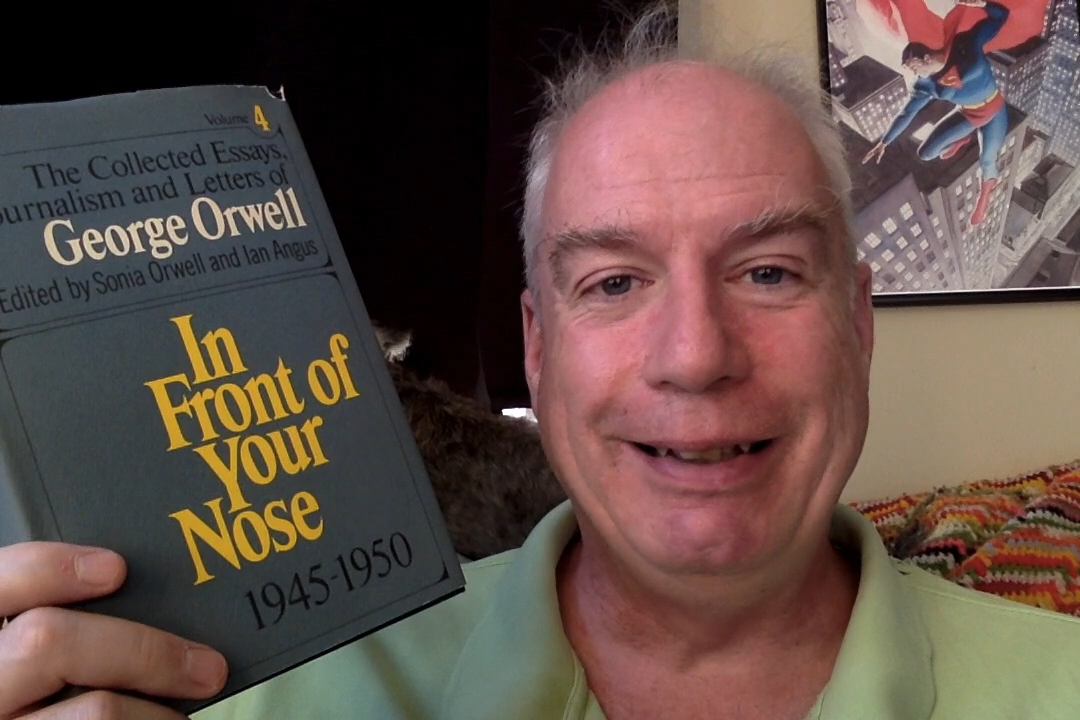 Volume 4
The Collected Essays,
Journalism and Letters of
George Orwell
Edited by Sonia Orwell and Ian Angus
In
Front of
Your
Nose
1945-1950